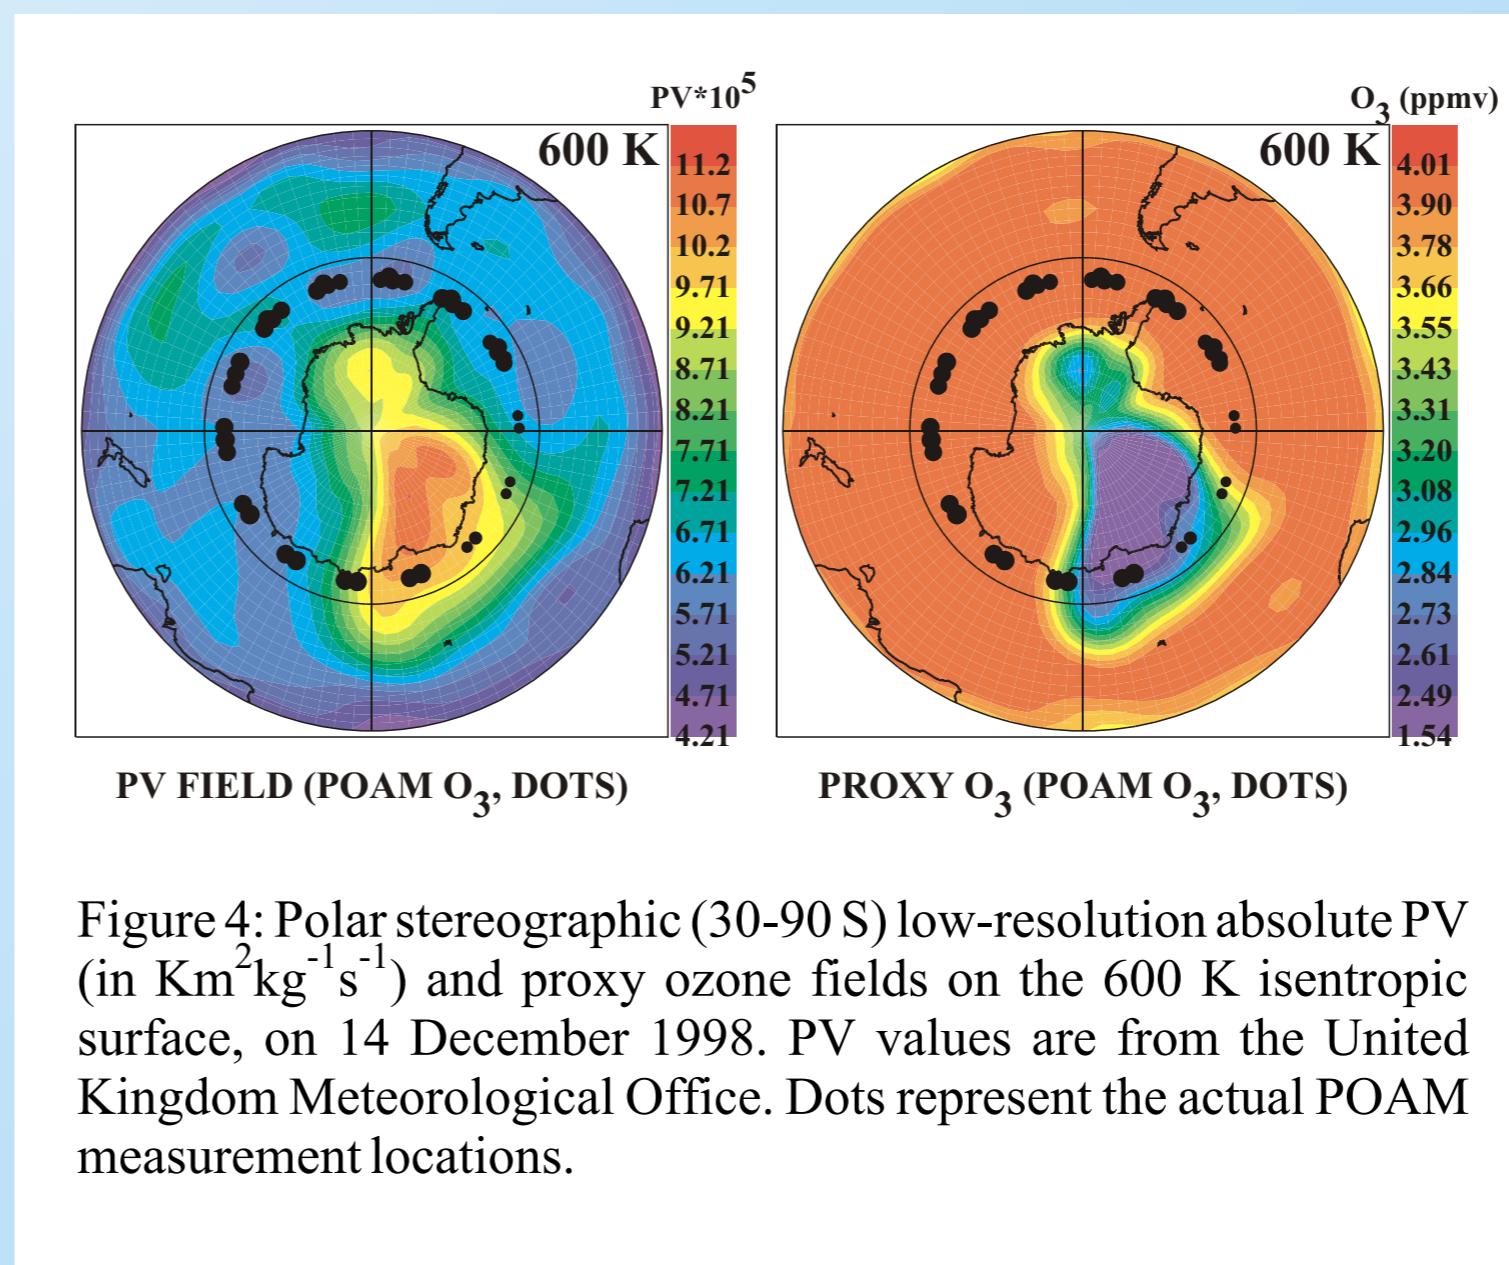 PV*10^5
O3 (ppmv)
600 K
600 K
11.2
10.7
10.2
9.71
9.21
8.71
8.21
7.71
7.21
6.71
6.21
5.71
5.21
4.71
4.21
4.01
3.90
3.78
3.66
3.55
3.43
3.31
3.20
3.08
2.96
2.84
2.73
2.61
2.49
1.54
PV FIELD (POAM O3, DOTS)
PROXY O3 (POAM O3, DOTS)
Figure 4: Polar stereographic (30-90 S) low-resolution absolute PV
(in Km^2kg^-1s^-1) and proxy ozone fields on the 600 K isentropic
surface, on 14 December 1998. PV values are from the United
Kingdom Meteorological Office. Dots represent the actual POAM
measurement locations.